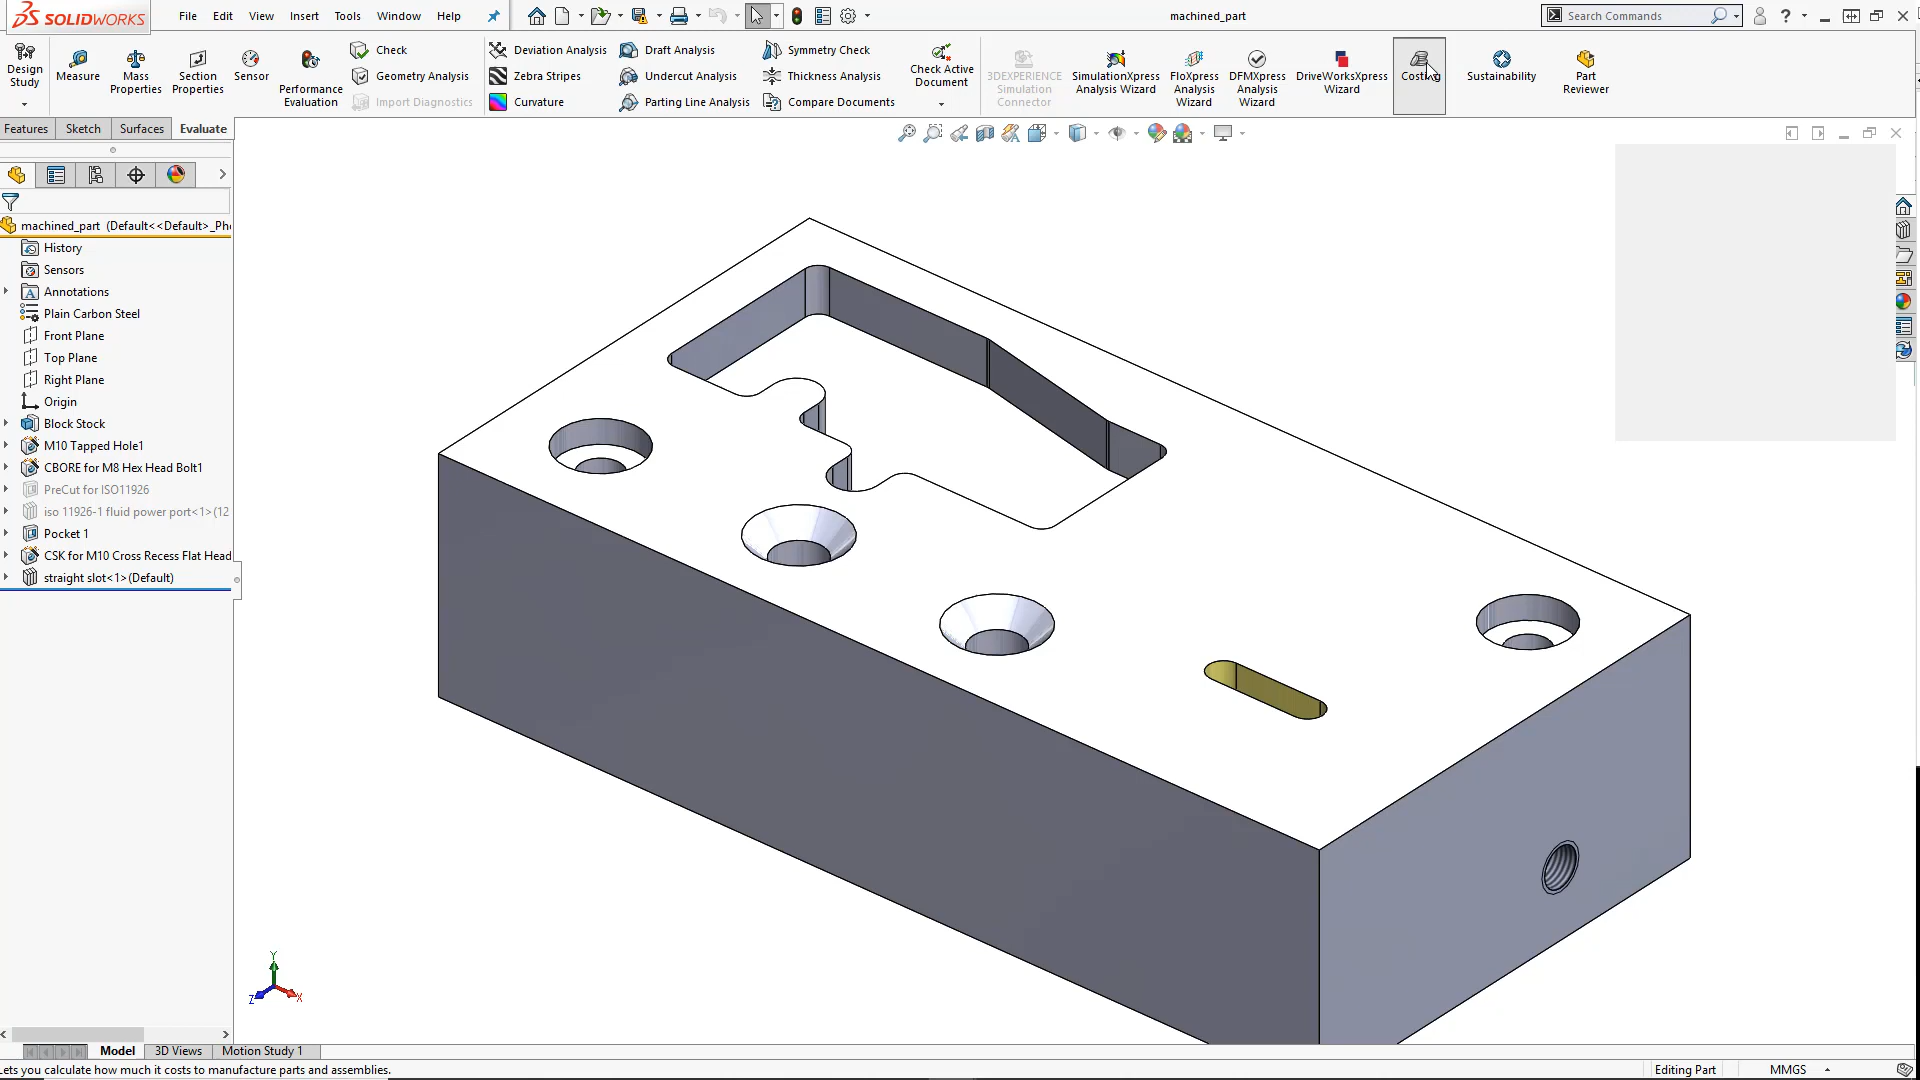 SOLIDWORKS
File Edit View Insert Tools Window Help
machined_part
Search Commands
Design Study
Measure
Mass Properties
Section Properties
Sensor
Performance Evaluation
Check
Geometry Analysis
Import Diagnostics
Deviation Analysis
Zebra Stripes
Curvature
Draft Analysis
Undercut Analysis
Parting Line Analysis
Symmetry Check
Thickness Analysis
Compare Documents
Check Active Document
3DEXPERIENCE Simulation Connector
SimulationXpress Analysis Wizard
FloXpress Analysis Wizard
DFMXpress Analysis Wizard
DriveWorksXpress Wizard
Costing
Sustainability
Part Reviewer
Features Sketch Surfaces Evaluate
machined_part (Default<<Default>_Ph
History
Sensors
Annotations
Plain Carbon Steel
Front Plane
Top Plane
Right Plane
Origin
Block Stock
M10 Tapped Hole1
CBORE for M8 Hex Head Bolt1
PreCut for ISO11926
iso 11926-1 fluid power port<1>(12
Pocket 1
CSK for M10 Cross Recess Flat Head
straight slot<1>(Default)
Y
Z
X
Model 3D Views Motion Study 1
Lets you calculate how much it costs to manufacture parts and assemblies.
Editing Part
MMGS